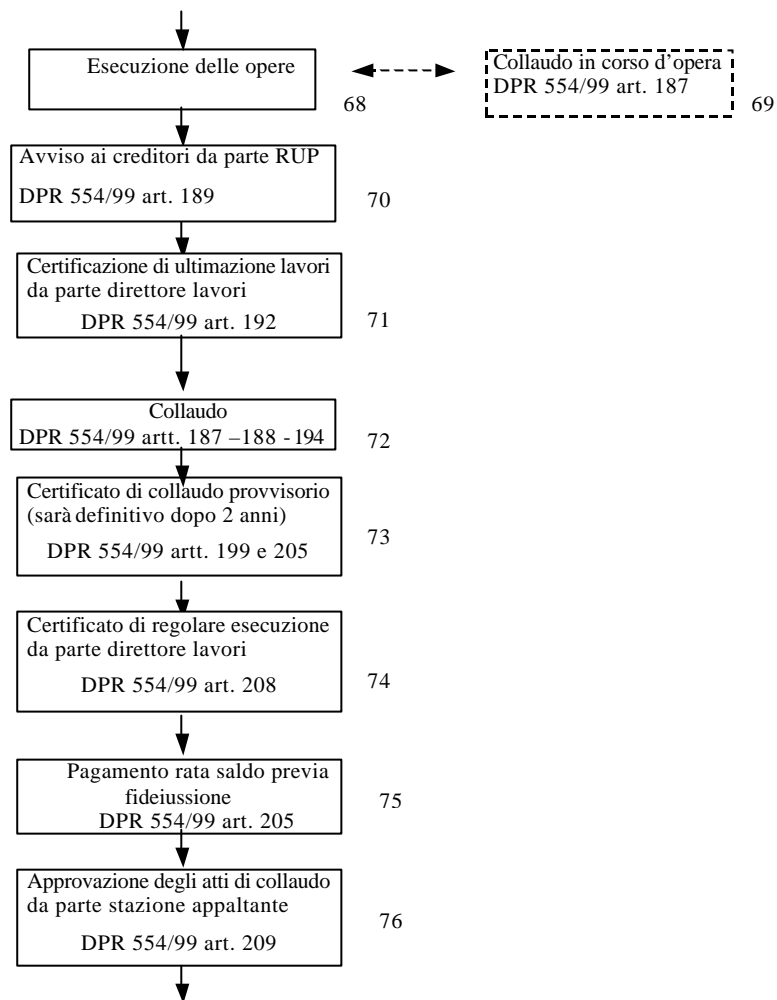 Esecuzione delle opere
68
Collaudo in corso d'opera
DPR 554/99 art. 187
69
Avviso ai creditori da parte RUP
DPR 554/99 art. 189
70
Certificazione di ultimazione lavori
da parte direttore lavori
DPR 554/99 art. 192
71
Collaudo
DPR 554/99 artt. 187 –188 -194
72
Certificato di collaudo provvisorio
(sarà definitivo dopo 2 anni)
DPR 554/99 artt. 199 e 205
73
Certificato di regolare esecuzione
da parte direttore lavori
DPR 554/99 art. 208
74
Pagamento rata saldo previa
fideiussione
DPR 554/99 art. 205
75
Approvazione degli atti di collaudo
da parte stazione appaltante
DPR 554/99 art. 209
76